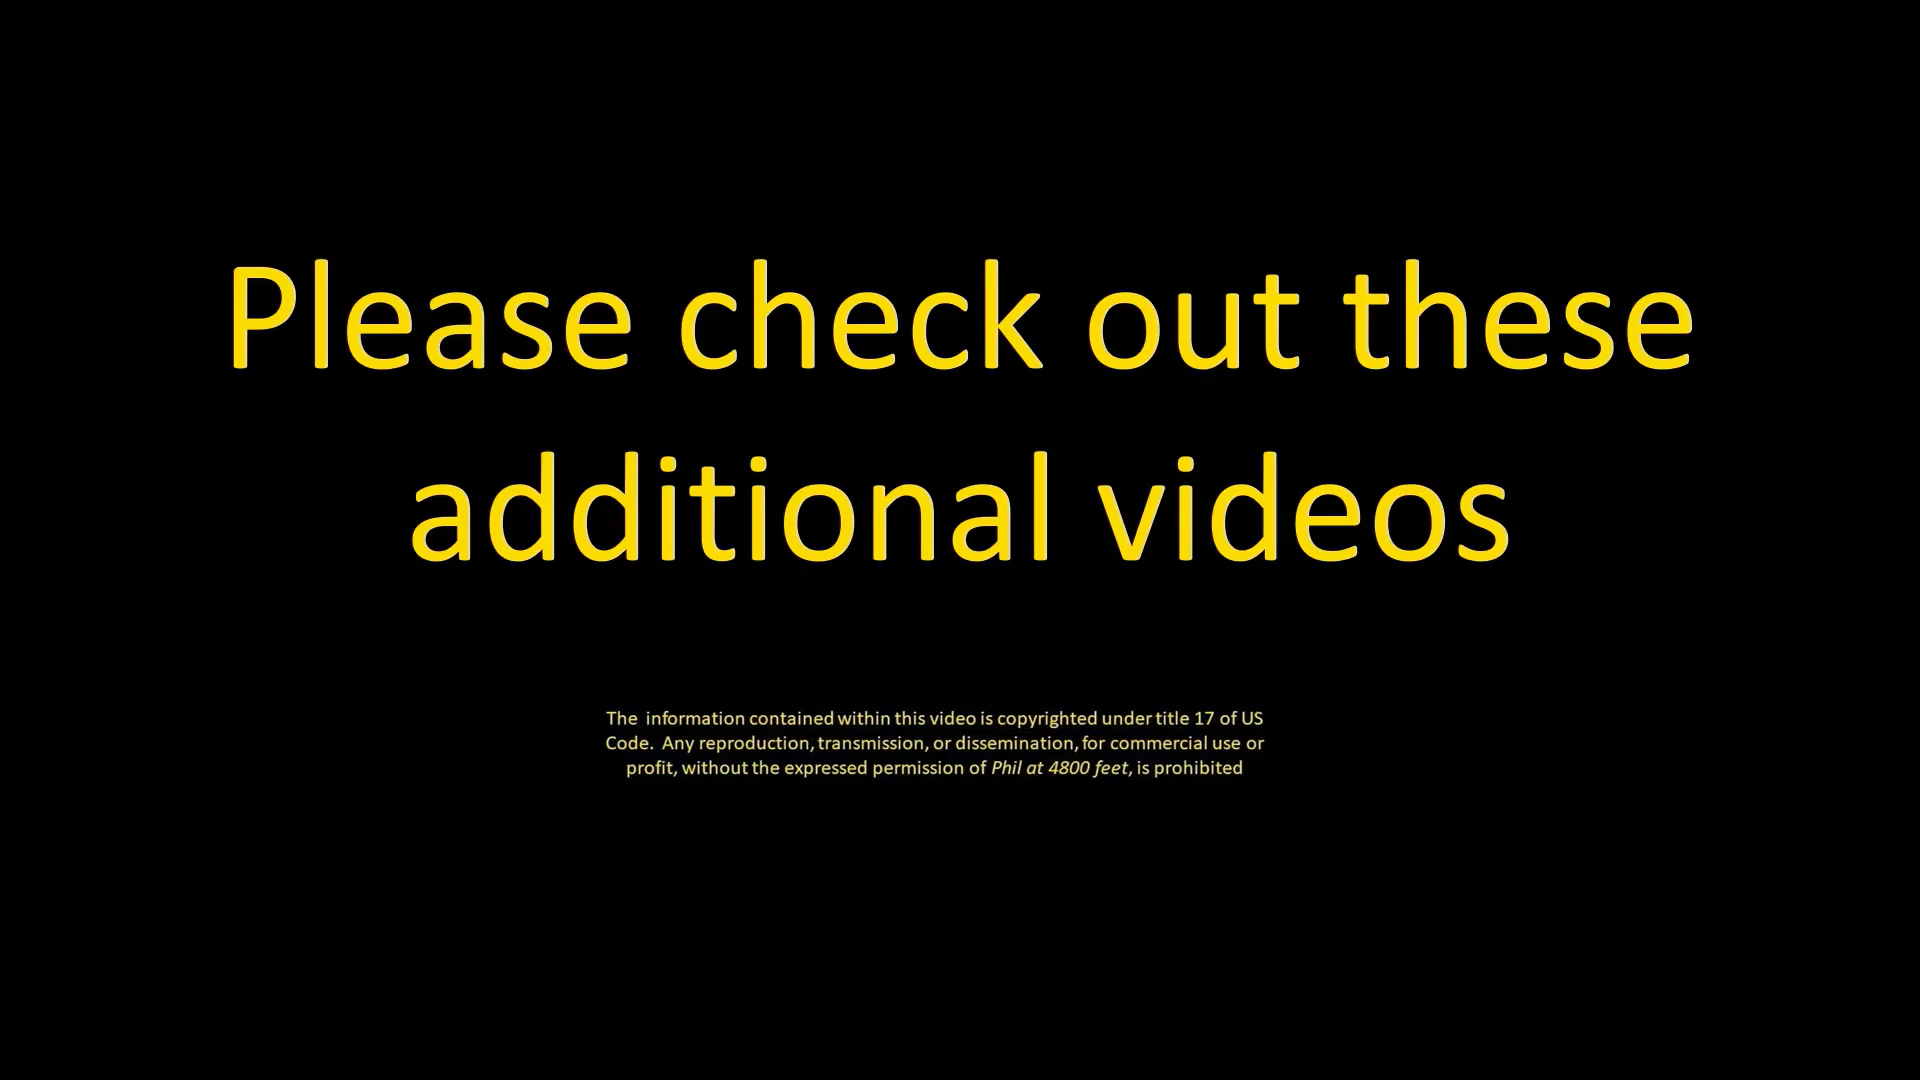 Please check out these
additional videos
The information contained within this video is copyrighted under title 17 of US
Code. Any reproduction, transmission, or dissemination, for commercial use or
profit, without the expressed permission of Phil at 4800 feet, is prohibited